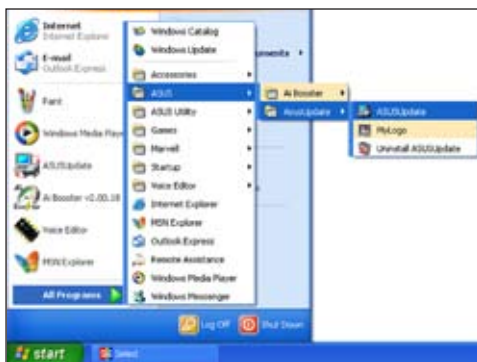 Internet
Internet Explorer
E-mail
Outlook Express
Paint
Windows Media Player
ASUSUpdate
Ai Booster v2.00.18
Voice Editor
MSN Explorer
All Programs
Windows Catalog
Windows Update
Accessories
ASUS
ASUS Utility
Games
Marvell
Startup
Voice Editor
Internet Explorer
MSN Explorer
Outlook Express
Remote Assistance
Windows Media Player
Windows Messenger
Ai Booster
AsusUpdate
ASUSUpdate
MyLogo
Uninstall ASUSUpdate
Log Off
Shut Down
start